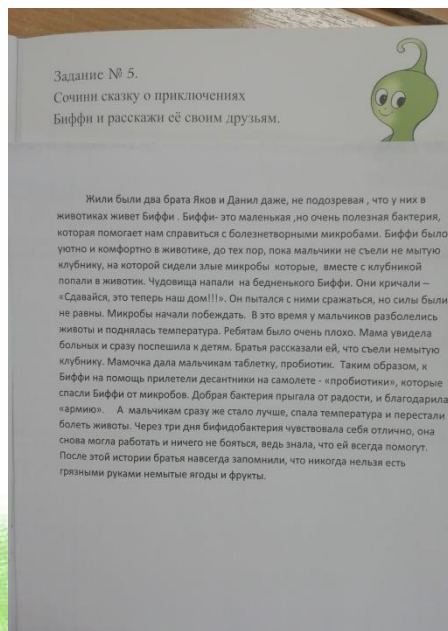 Задание № 5.
Сочини сказку о приключениях
Биффи и расскажи её своим друзьям.
Жили были два брата Яков и Данил даже, не подозревая , что у них в
животиках живет Биффи . Биффи- это маленькая ,но очень полезная бактерия,
которая помогает нам справиться с болезнетворными микробами. Биффи было
уютно и комфортно в животике, до тех пор, пока мальчики не съели не мытую
клубнику, на которой сидели злые микробы которые, вместе с клубникой
попали в животик. Чудовища напали на бедненького Биффи. Они кричали –
«Сдавайся, это теперь наш дом!!!». Он пытался с ними сражаться, но силы были
не равны. Микробы начали побеждать. В это время у мальчиков разболелись
животы и поднялась температура. Ребятам было очень плохо. Мама увидела
больных и сразу поспешила к детям. Братья рассказали ей, что съели немытую
клубнику. Мамочка дала мальчикам таблетку, пробиотик. Таким образом, к
Биффи на помощь прилетели десантники на самолете - «пробиотики», которые
спасли Биффи от микробов. Добрая бактерия прыгала от радости, и благодарила
«армию». А мальчикам сразу же стало лучше, спала температура и перестали
болеть животы. Через три дня бифидобактерия чувствовала себя отлично, она
снова могла работать и ничего не бояться, ведь знала, что ей всегда помогут.
После этой истории братья навсегда запомнили, что никогда нельзя есть
грязными руками немытые ягоды и фрукты.